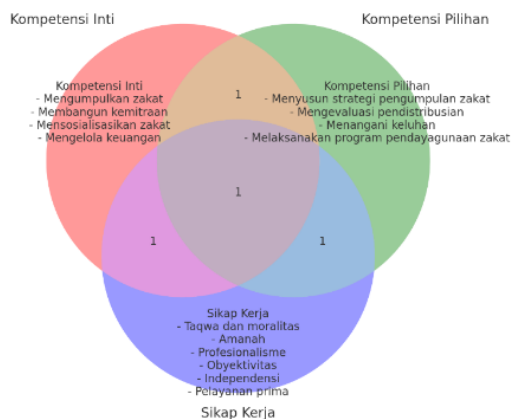 Kompetensi Inti
Kompetensi Pilihan
Kompetensi Inti
- Mengumpulkan zakat
- Membangun kemitraan
- Mensosialisasikan zakat
- Mengelola keuangan
1
Kompetensi Pilihan
- Menyusun strategi pengumpulan zakat
- Mengevaluasi pendistribusian
- Menangani keluhan
- Melaksanakan program pendayagunaan zakat
1
1
1
Sikap Kerja
- Taqwa dan moralitas
- Amanah
- Profesionalisme
- Obyektivitas
- Independensi
- Pelayanan prima
Sikap Kerja